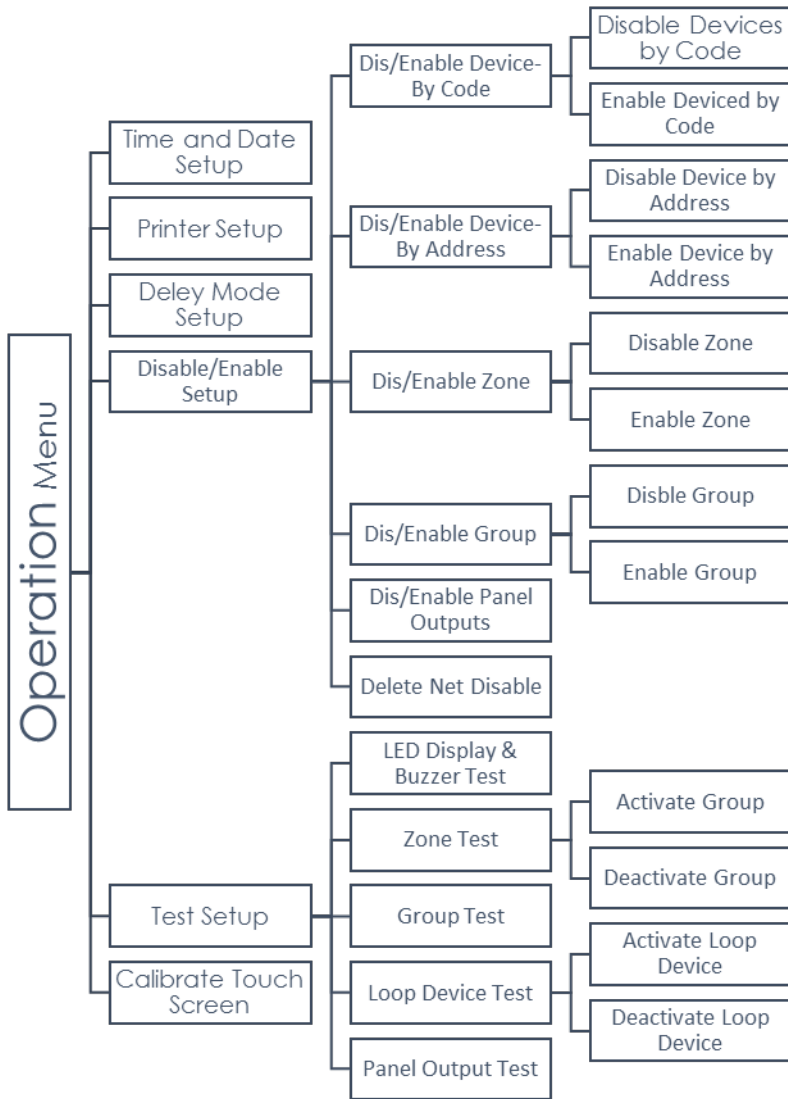 Operation Menu
Time and Date
Setup
Printer Setup
Deley Mode
Setup
Disable/Enable
Setup
Dis/Enable Device-
By Code
Disable Devices
by Code
Enable Deviced by
Code
Dis/Enable Device-
By Address
Disable Device by
Address
Enable Device by
Address
Dis/Enable Zone
Disable Zone
Enable Zone
Dis/Enable Group
Disble Group
Enable Group
Dis/Enable Panel
Outputs
Delete Net Disable
Test Setup
LED Display &
Buzzer Test
Zone Test
Activate Group
Deactivate Group
Group Test
Loop Device Test
Activate Loop
Device
Deactivate Loop
Device
Panel Output Test
Calibrate Touch
Screen